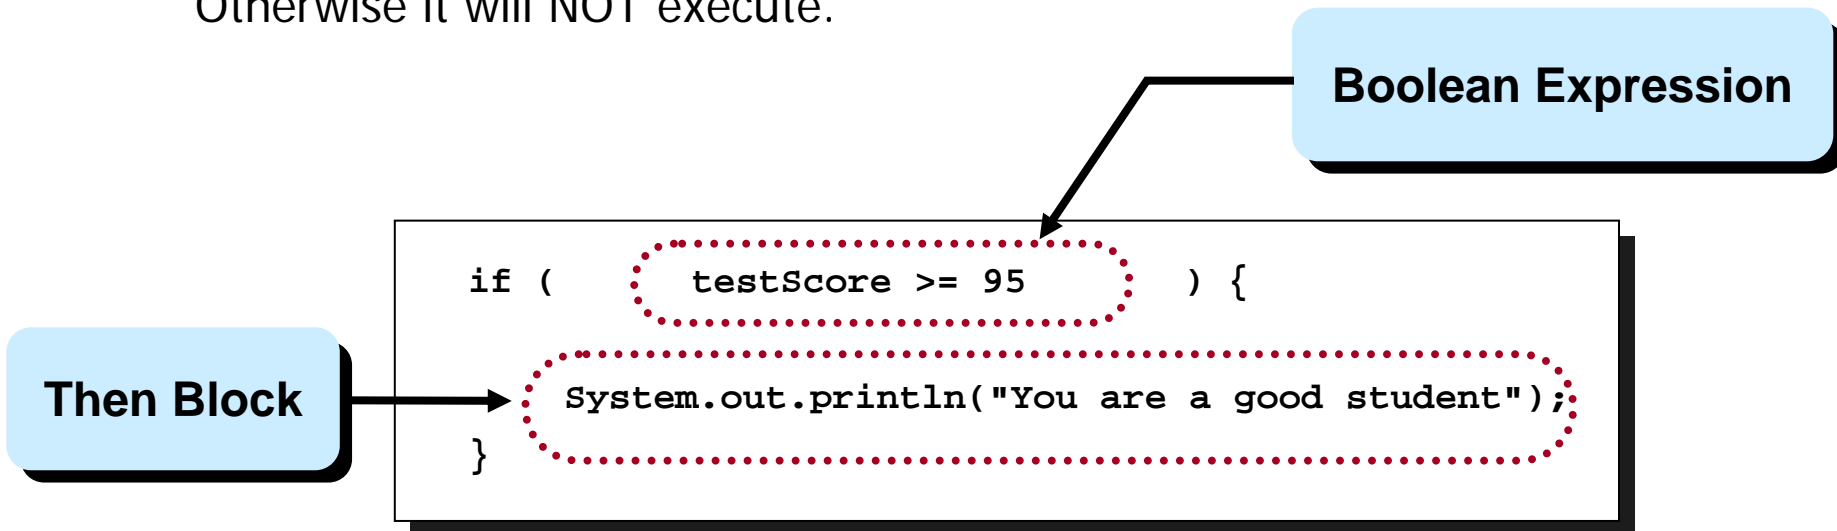 Otherwise it will NOT execute.
Boolean Expression
if ( testScore >= 95 ) {
Then Block
System.out.println("You are a good student");
}